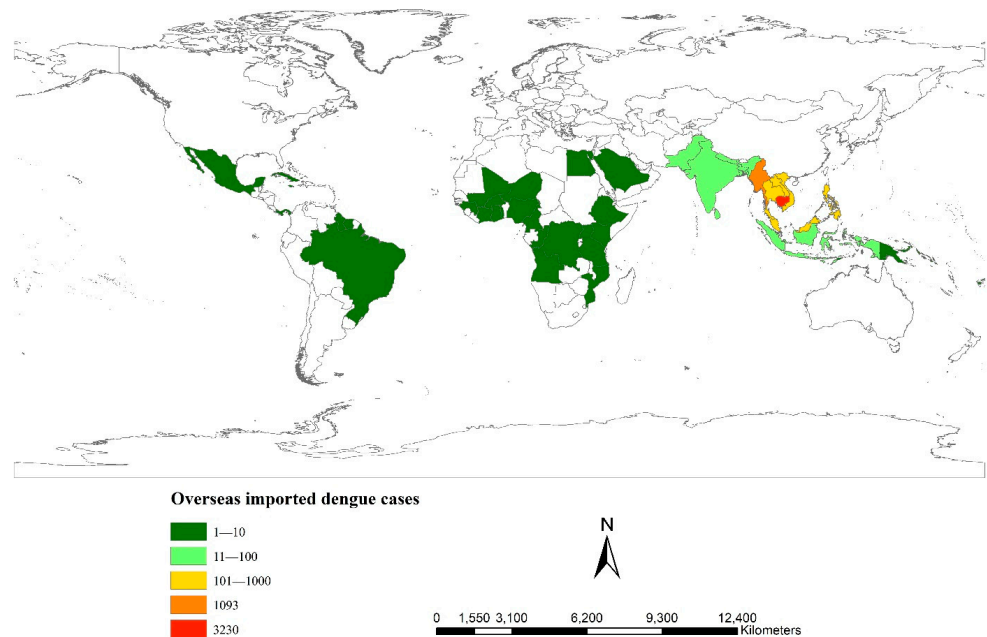 Overseas imported dengue cases
1—10
11—100
101—1000
1093
3230
N
0 1,550 3,100 6,200 9,300 12,400
Kilometers